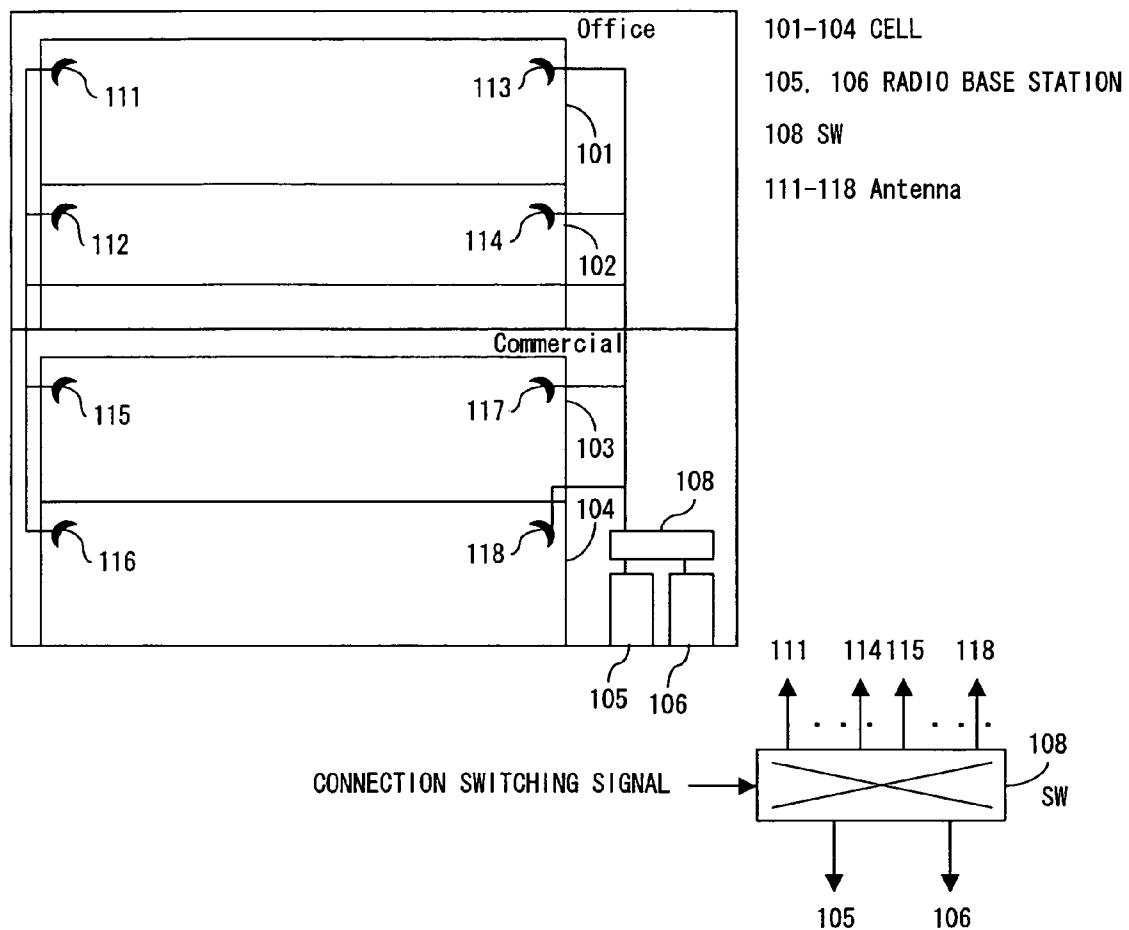 Office
101-104 CELL
105, 106 RADIO BASE STATION
108 SW
111-118 Antenna
111
113
101
112
114
102
Commercial
115
117
103
104
108
116
118
105
106
111
114
115
118
. . .
. . .
CONNECTION SWITCHING SIGNAL
108
SW
105
106